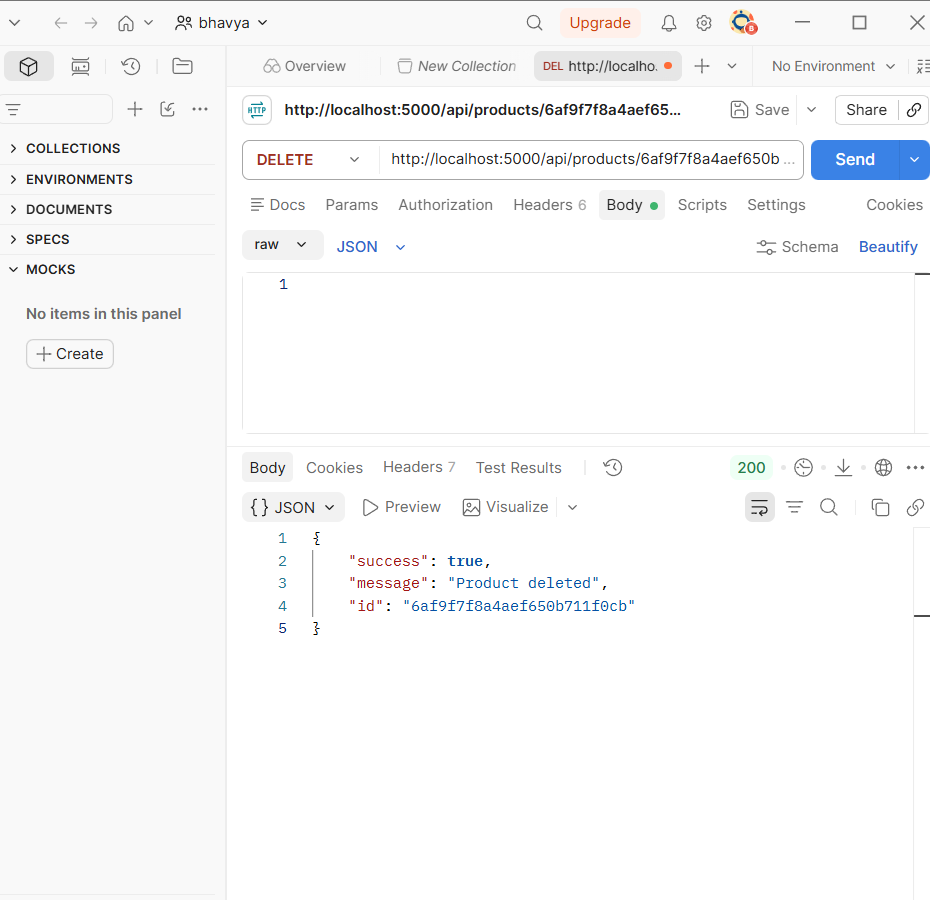 bhavya
Upgrade
B
Overview
New Collection
DEL http://localho.
No Environment
HTTP
http://localhost:5000/api/products/6af9f7f8a4aef65...
Save
Share
COLLECTIONS
ENVIRONMENTS
DOCUMENTS
SPECS
MOCKS
No items in this panel
Create
DELETE
http://localhost:5000/api/products/6af9f7f8a4aef650b ...
Send
Docs Params Authorization Headers 6 Body Scripts Settings Cookies
raw JSON Schema Beautify
1
Body Cookies Headers 7 Test Results 200
{} JSON Preview Visualize
1 {
2 "success": true,
3 "message": "Product deleted",
4 "id": "6af9f7f8a4aef650b711f0cb"
5 }